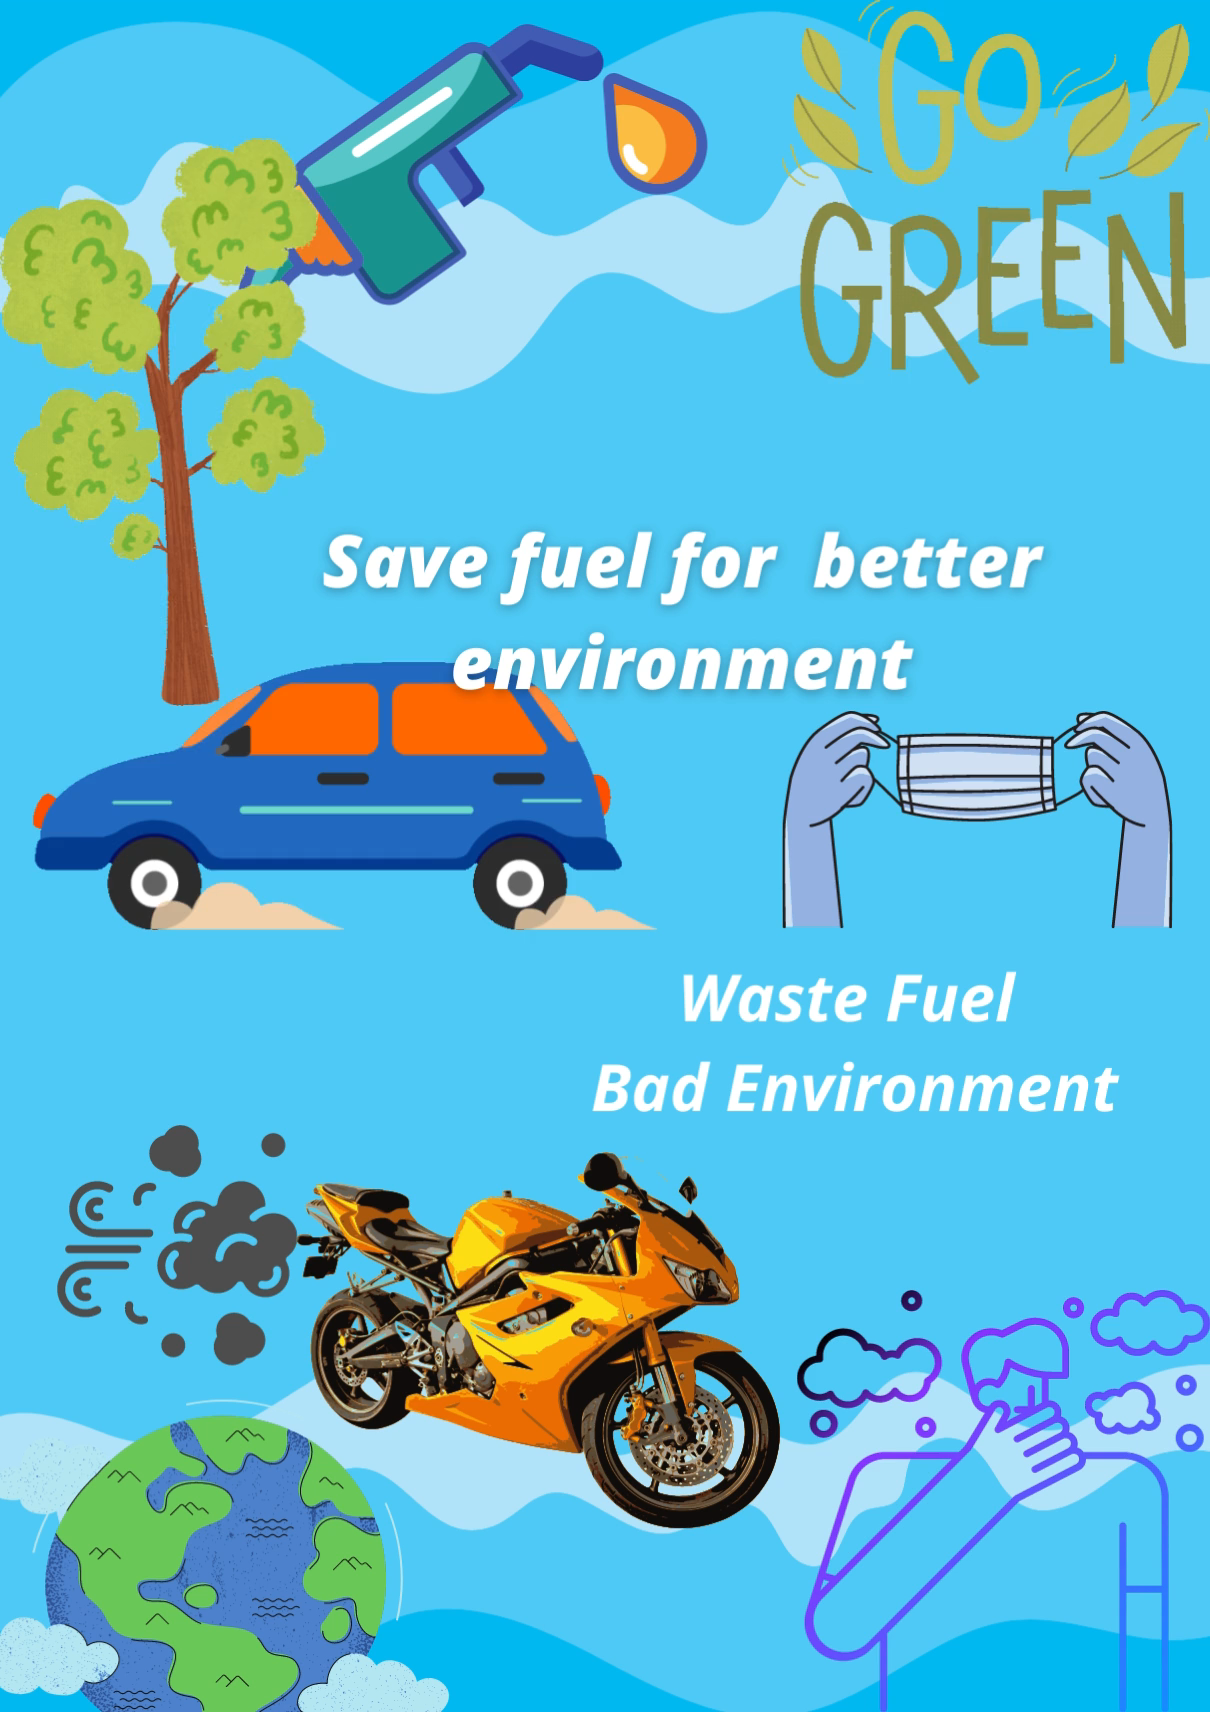 GO
GREEN
Save fuel for better
environment
Waste Fuel
Bad Environment